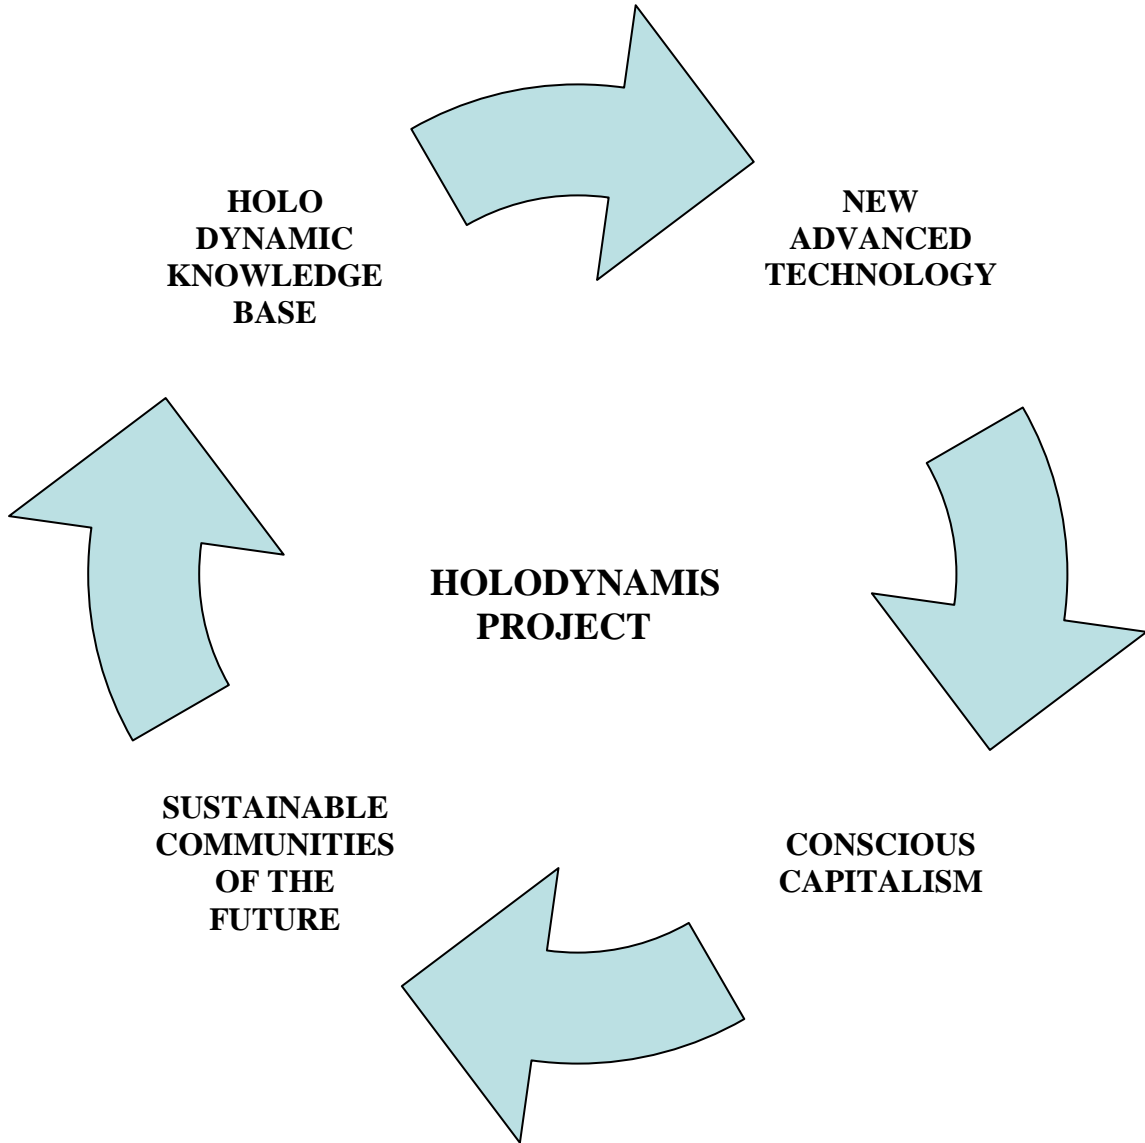 HOLO
DYNAMIC
KNOWLEDGE
BASE
NEW
ADVANCED
TECHNOLOGY
HOLODYNAMIS
PROJECT
SUSTAINABLE
COMMUNITIES
OF THE
FUTURE
CONSCIOUS
CAPITALISM